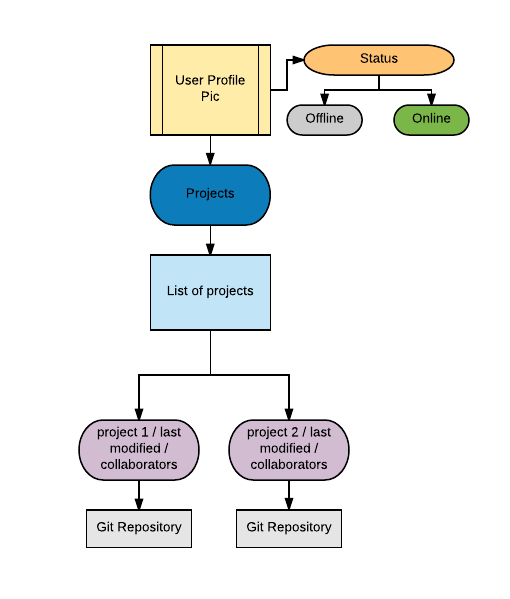 User Profile
Pic
Status
Offline
Online
Projects
List of projects
project 1 / last
modified /
collaborators
project 2 / last
modified /
collaborators
Git Repository
Git Repository